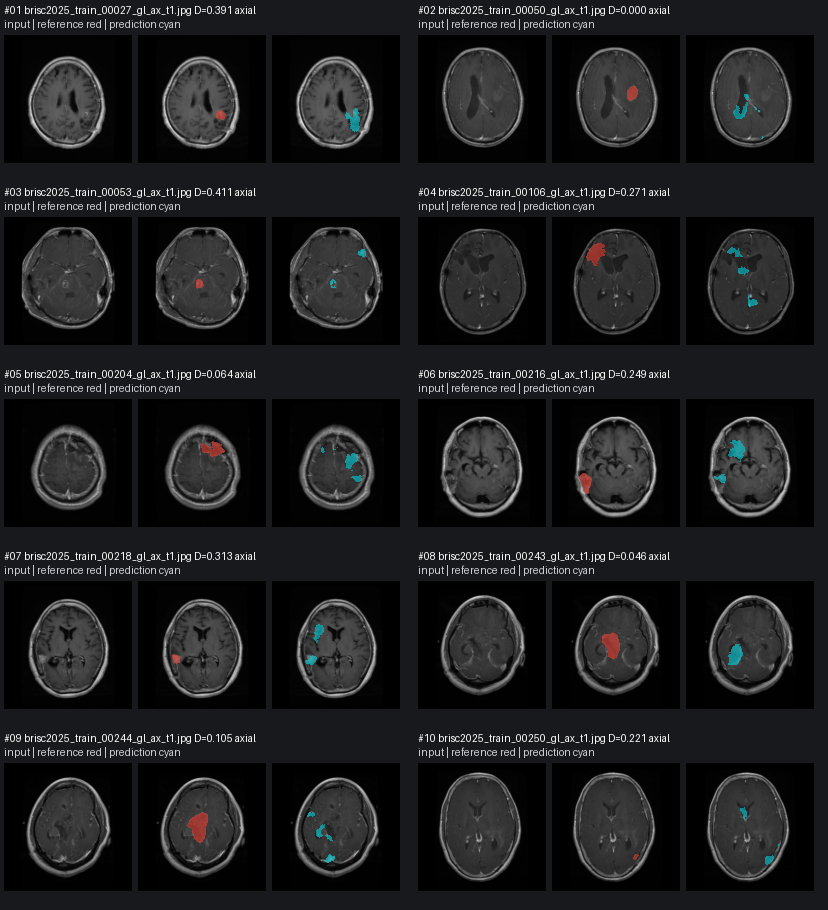 #01 brisc2025_train_00027_gl_ax_t1.jpg D=0.391 axial
input | reference red | prediction cyan
#02 brisc2025_train_00050_gl_ax_t1.jpg D=0.000 axial
input | reference red | prediction cyan
#03 brisc2025_train_00053_gl_ax_t1.jpg D=0.411 axial
input | reference red | prediction cyan
#04 brisc2025_train_00106_gl_ax_t1.jpg D=0.271 axial
input | reference red | prediction cyan
#05 brisc2025_train_00204_gl_ax_t1.jpg D=0.064 axial
input | reference red | prediction cyan
#06 brisc2025_train_00216_gl_ax_t1.jpg D=0.249 axial
input | reference red | prediction cyan
#07 brisc2025_train_00218_gl_ax_t1.jpg D=0.313 axial
input | reference red | prediction cyan
#08 brisc2025_train_00243_gl_ax_t1.jpg D=0.046 axial
input | reference red | prediction cyan
#09 brisc2025_train_00244_gl_ax_t1.jpg D=0.105 axial
input | reference red | prediction cyan
#10 brisc2025_train_00250_gl_ax_t1.jpg D=0.221 axial
input | reference red | prediction cyan